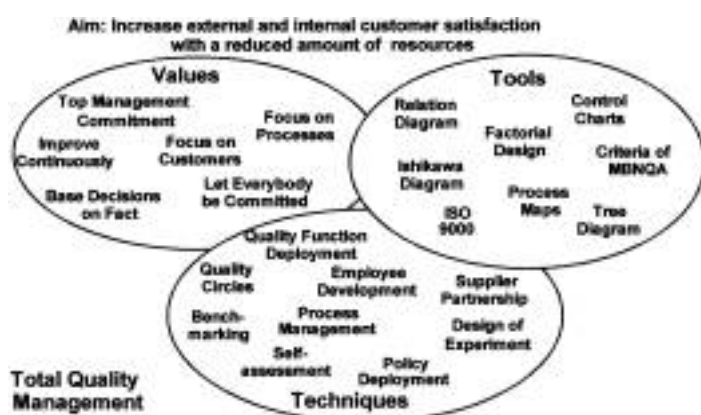 Aim: Increase external and internal customer satisfaction
with a reduced amount of resources
Values
Top Management
Commitment
Focus on
Processes
Improve
Continuously
Focus on
Customers
Base Decisions
on Fact
Let Everybody
be Committed
Tools
Relation
Diagram
Control
Charts
Factorial
Design
Ishikawa
Diagram
Criteria of
MBNQA
Process
Maps
ISO
9000
Tree
Diagram
Quality Function
Deployment
Quality
Circles
Employee
Development
Supplier
Partnership
Bench-
marking
Process
Management
Design of
Experiment
Self-
assessment
Policy
Deployment
Techniques
Total Quality
Management